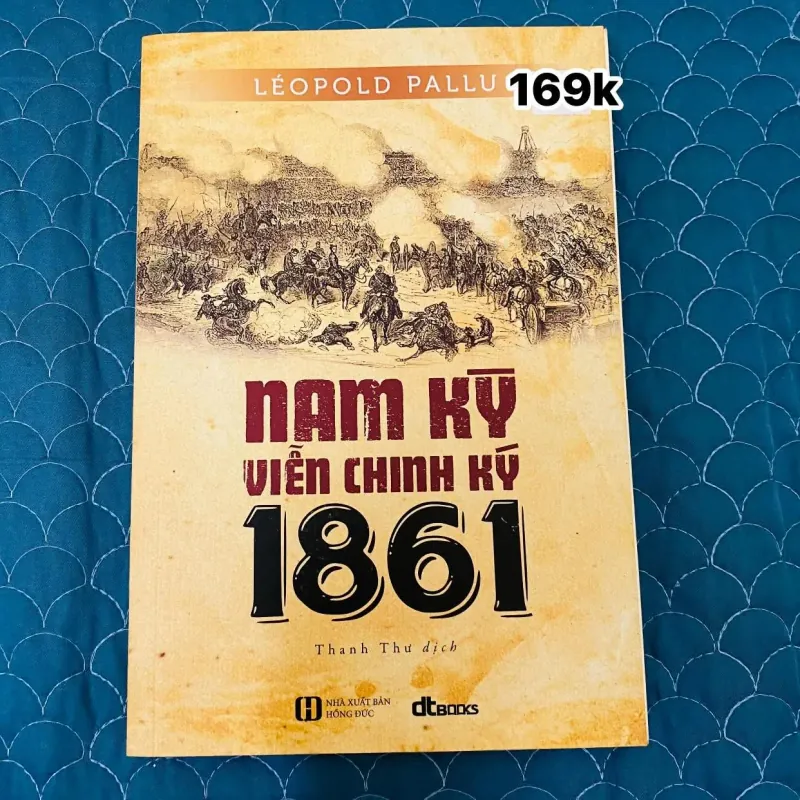 LÉOPOLD PALLU
169k
NAM KỲ
VIỄN CHINH KÝ
1861
Thanh Thư dịch
NHÀ XUẤT BẢN
HỒNG ĐỨC
dtBOOKS